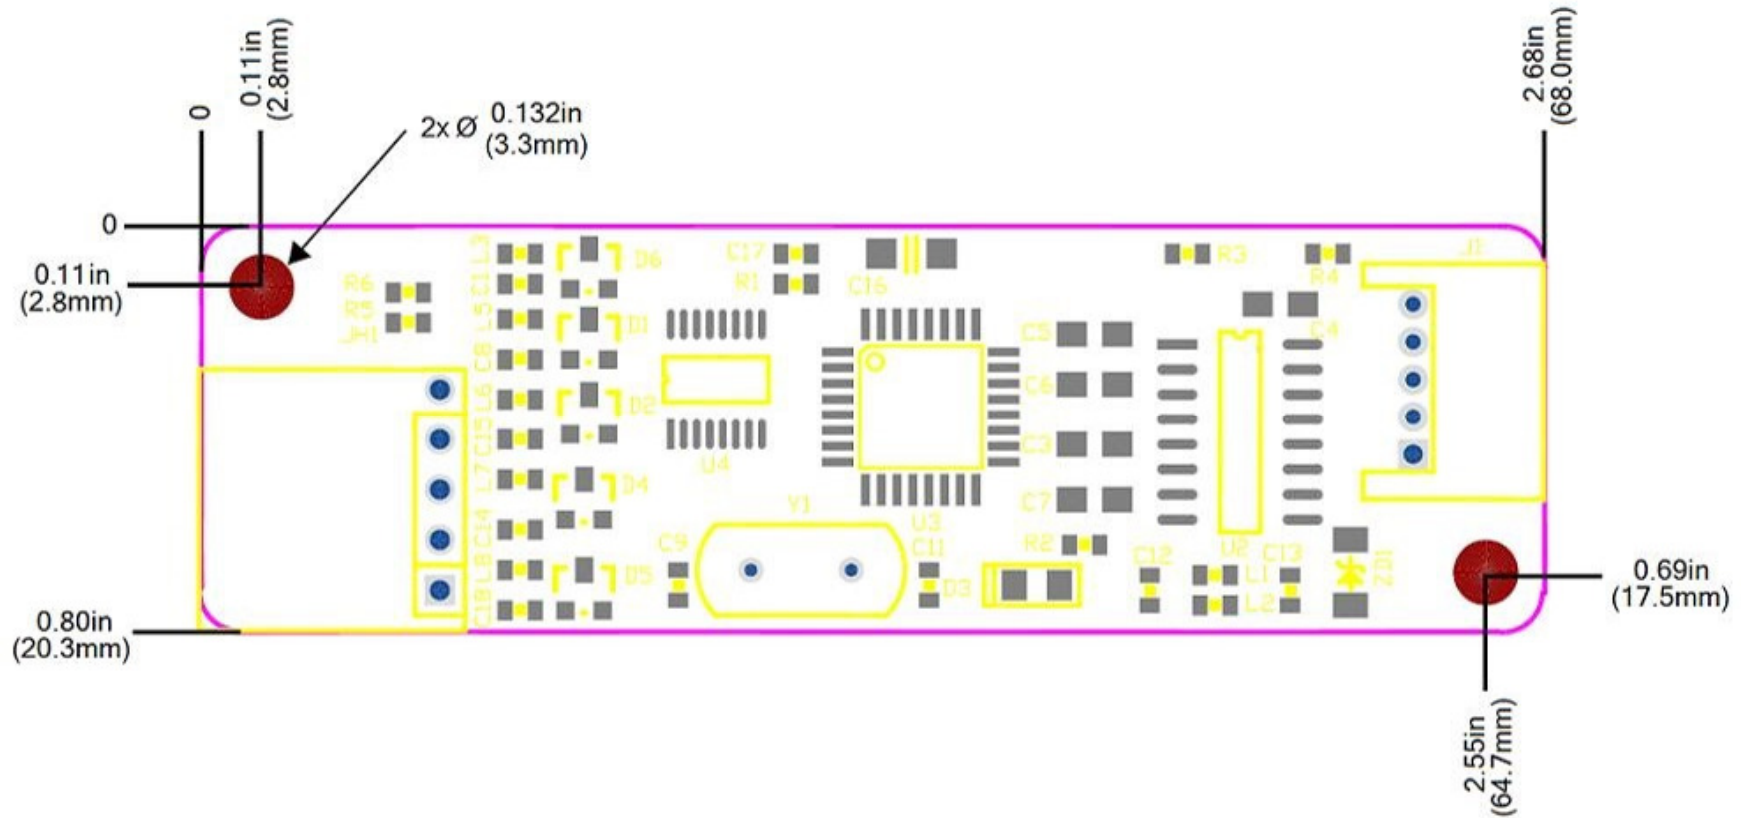 0
0.11in
(2.8mm)
2x Ø 0.132in
(3.3mm)
2.68in
(68.0mm)
0
0.11in
(2.8mm)
0.80in
(20.3mm)
0.69in
(17.5mm)
2.55in
(64.7mm)
L3
D6
C17
R3
J1
R6
C1
R1
C16
R4
L5
D1
C5
C4
C8
L6
D2
C6
C15
C3
L7
U4
D4
Y1
C7
C14
U3
C9
C11
R2
C12
U2
C13
ZD1
L8
D5
D3
L1
C18
L2